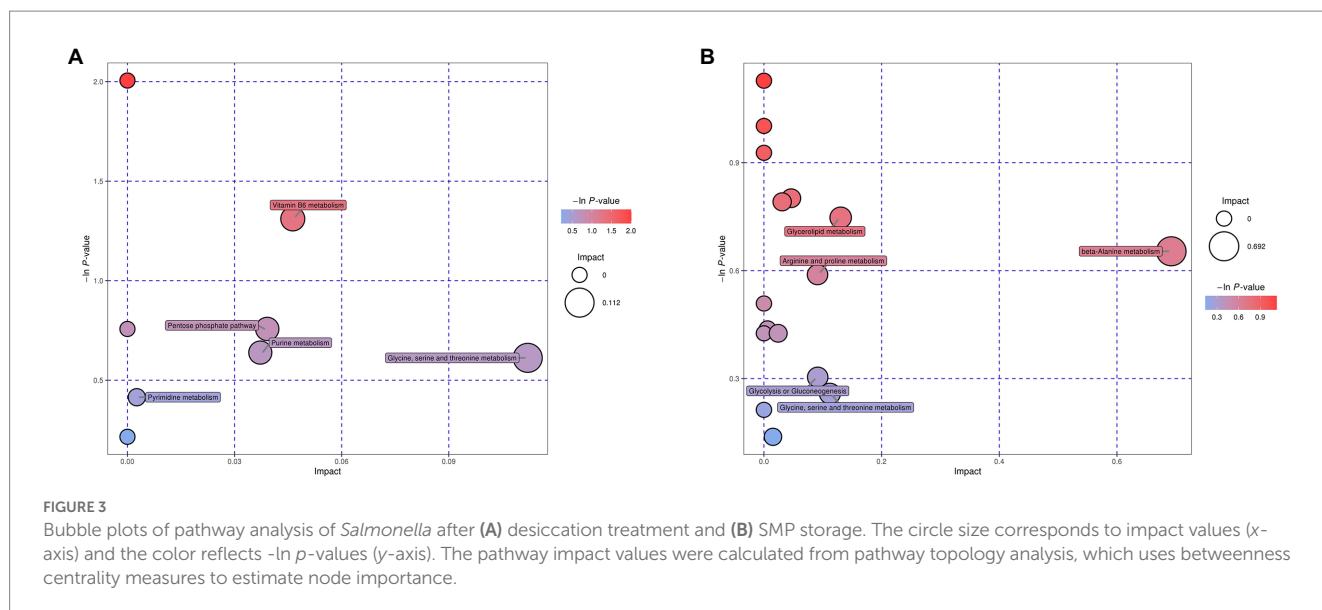 A
2.0
1.5
1.0
0.5
−ln P-value
Vitamin B6 metabolism
Pentose phosphate pathway
Purine metabolism
Glycine, serine and threonine metabolism
Pyrimidine metabolism
0.00
0.03
0.06
0.09
Impact
−ln P-value
0.5 1.0 1.5 2.0
Impact
0
0.112
B
0.9
0.6
0.3
−ln P-value
Glycerolipid metabolism
beta-Alanine metabolism
Arginine and proline metabolism
Glycolysis or Gluconeogenesis
Glycine, serine and threonine metabolism
0.0
0.2
0.4
0.6
Impact
Impact
0
0.692
−ln P-value
0.3 0.6 0.9
FIGURE 3
Bubble plots of pathway analysis of Salmonella after (A) desiccation treatment and (B) SMP storage. The circle size corresponds to impact values (x-
axis) and the color reflects -ln p-values (y-axis). The pathway impact values were calculated from pathway topology analysis, which uses betweenness
centrality measures to estimate node importance.